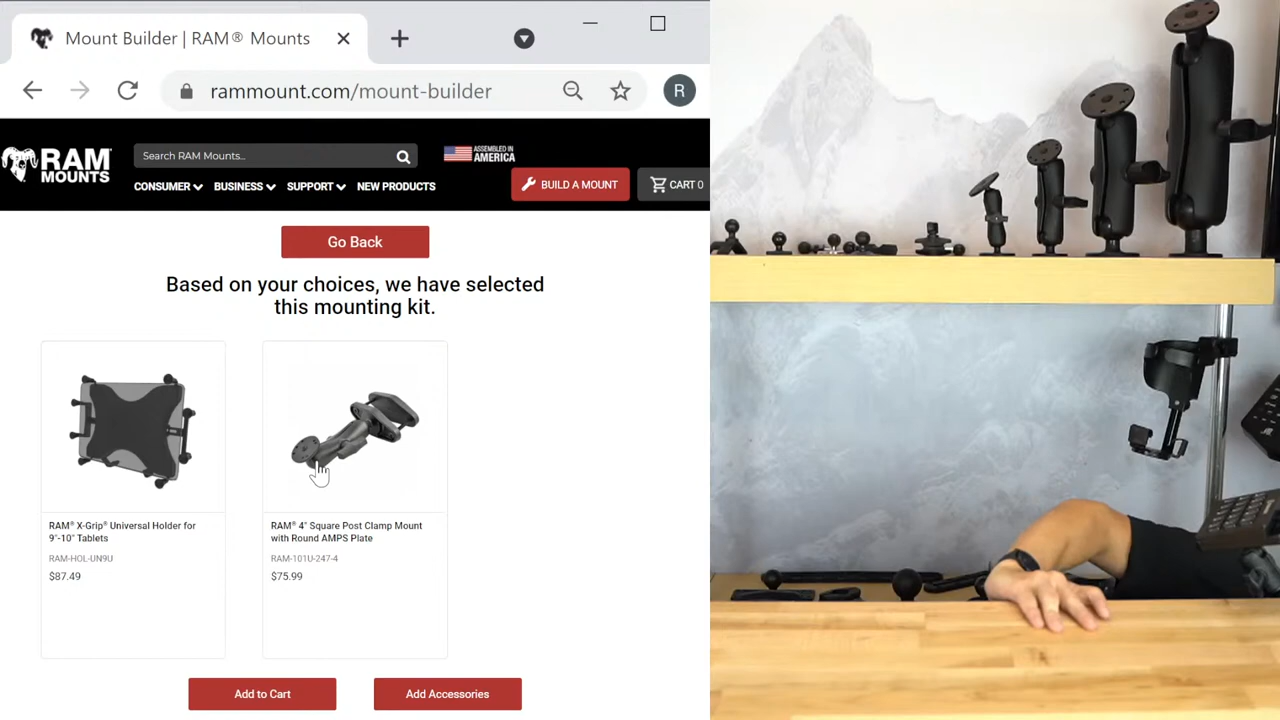 Mount Builder | RAM® Mounts
rammount.com/mount-builder
R
RAM
MOUNTS
Search RAM Mounts...
ASSEMBLED IN
AMERICA
CONSUMER
BUSINESS
SUPPORT
NEW PRODUCTS
BUILD A MOUNT
CART 0
Go Back
Based on your choices, we have selected
this mounting kit.
RAM® X-Grip® Universal Holder for
9"-10" Tablets
RAM-HOL-UN9U
$87.49
RAM® 4" Square Post Clamp Mount
with Round AMPS Plate
RAM-101U-247-4
$75.99
Add to Cart
Add Accessories